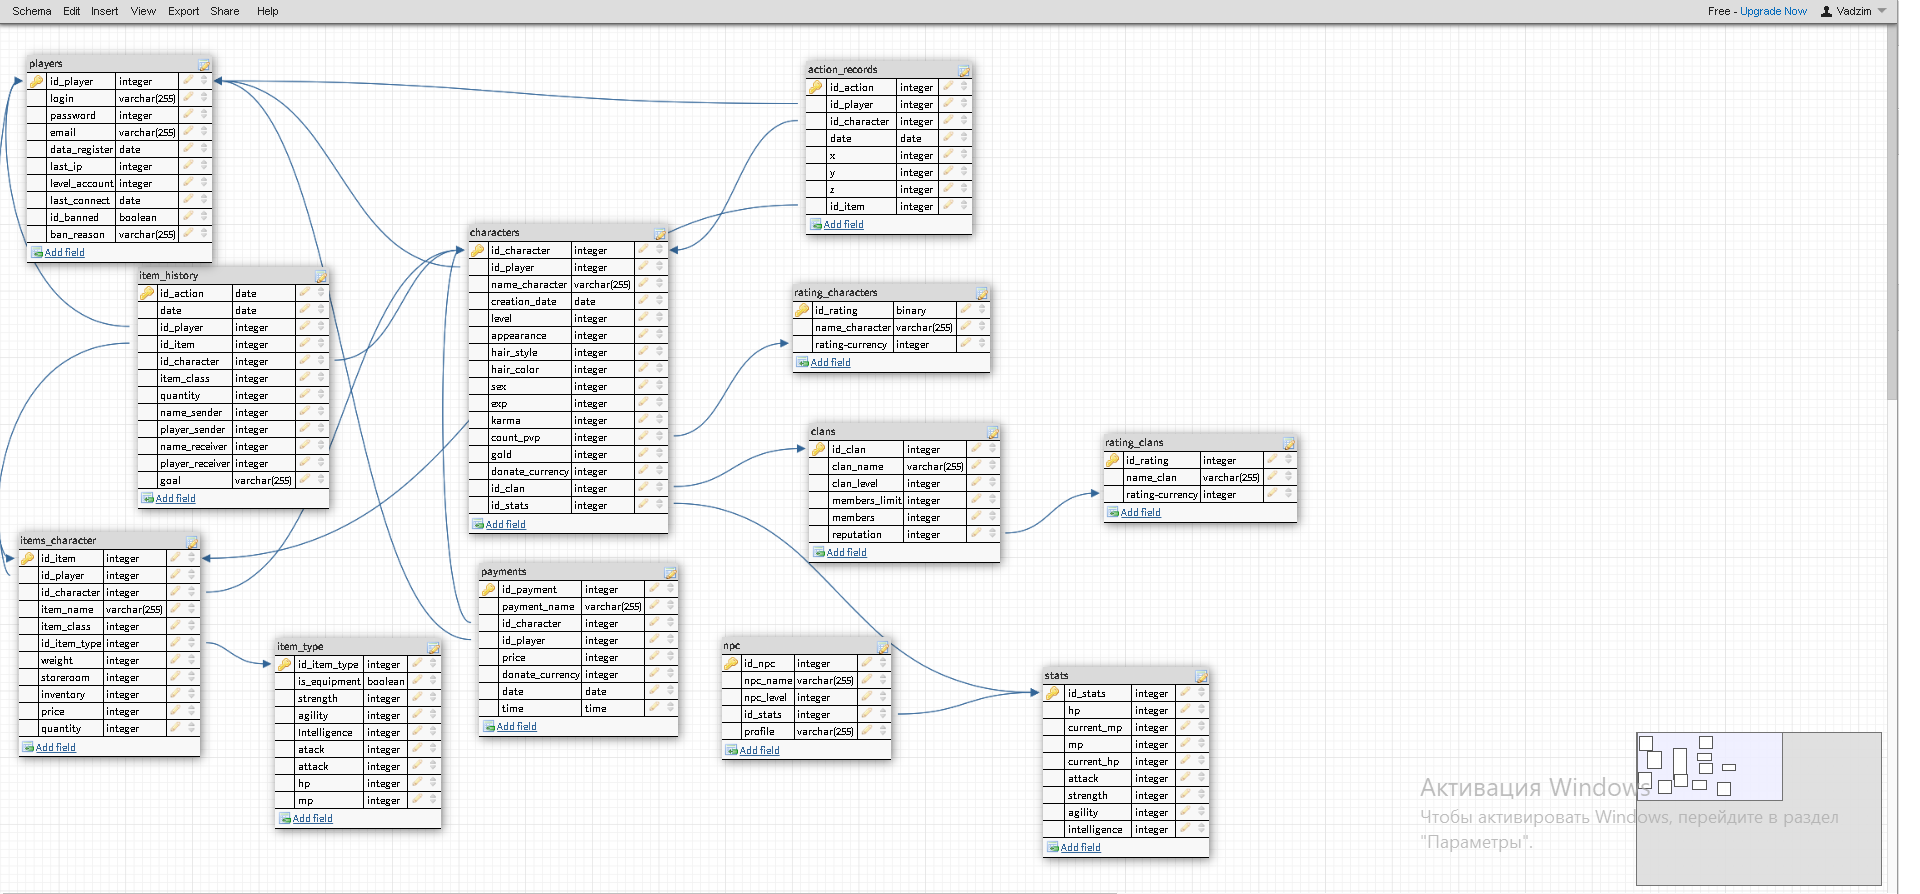 Schema Edit Insert View Export Share Help
Free - Upgrade Now Vadzim
players
id_player integer
login varchar(255)
password integer
email varchar(255)
data_register date
last_ip integer
level_account integer
last_connect date
id_banned boolean
ban_reason varchar(255)
Add field
item_history
id_action date
date date
id_player integer
id_item integer
id_character integer
item_class integer
quantity integer
name_sender integer
player_sender integer
name_receiver integer
player_receiver integer
goal varchar(255)
Add field
items_character
id_item integer
id_player integer
id_character integer
item_name varchar(255)
item_class integer
id_item_type integer
weight integer
storeroom integer
inventory integer
price integer
quantity integer
Add field
item_type
id_item_type integer
is_equipment boolean
strength integer
agility integer
Intelligence integer
atack integer
attack integer
hp integer
mp integer
Add field
characters
id_character integer
id_player integer
name_character varchar(255)
creation_date date
level integer
appearance integer
hair_style integer
hair_color integer
sex integer
exp integer
karma integer
count_pvp integer
gold integer
donate_currency integer
id_clan integer
id_stats integer
Add field
payments
id_payment integer
payment_name varchar(255)
id_character integer
id_player integer
price integer
donate_currency integer
date date
time time
Add field
action_records
id_action integer
id_player integer
id_character integer
date date
x integer
y integer
z integer
id_item integer
Add field
rating_characters
id_rating binary
name_character varchar(255)
rating-currency integer
Add field
clans
id_clan integer
clan_name varchar(255)
clan_level integer
members_limit integer
members integer
reputation integer
Add field
rating_clans
id_rating integer
name_clan varchar(255)
rating-currency integer
Add field
npc
id_npc integer
npc_name varchar(255)
npc_level integer
id_stats integer
profile varchar(255)
Add field
stats
id_stats integer
hp integer
current_mp integer
mp integer
current_hp integer
attack integer
strength integer
agility integer
intelligence integer
Add field
Активация Windows
Чтобы активировать Windows, перейдите в раздел
"Параметры".